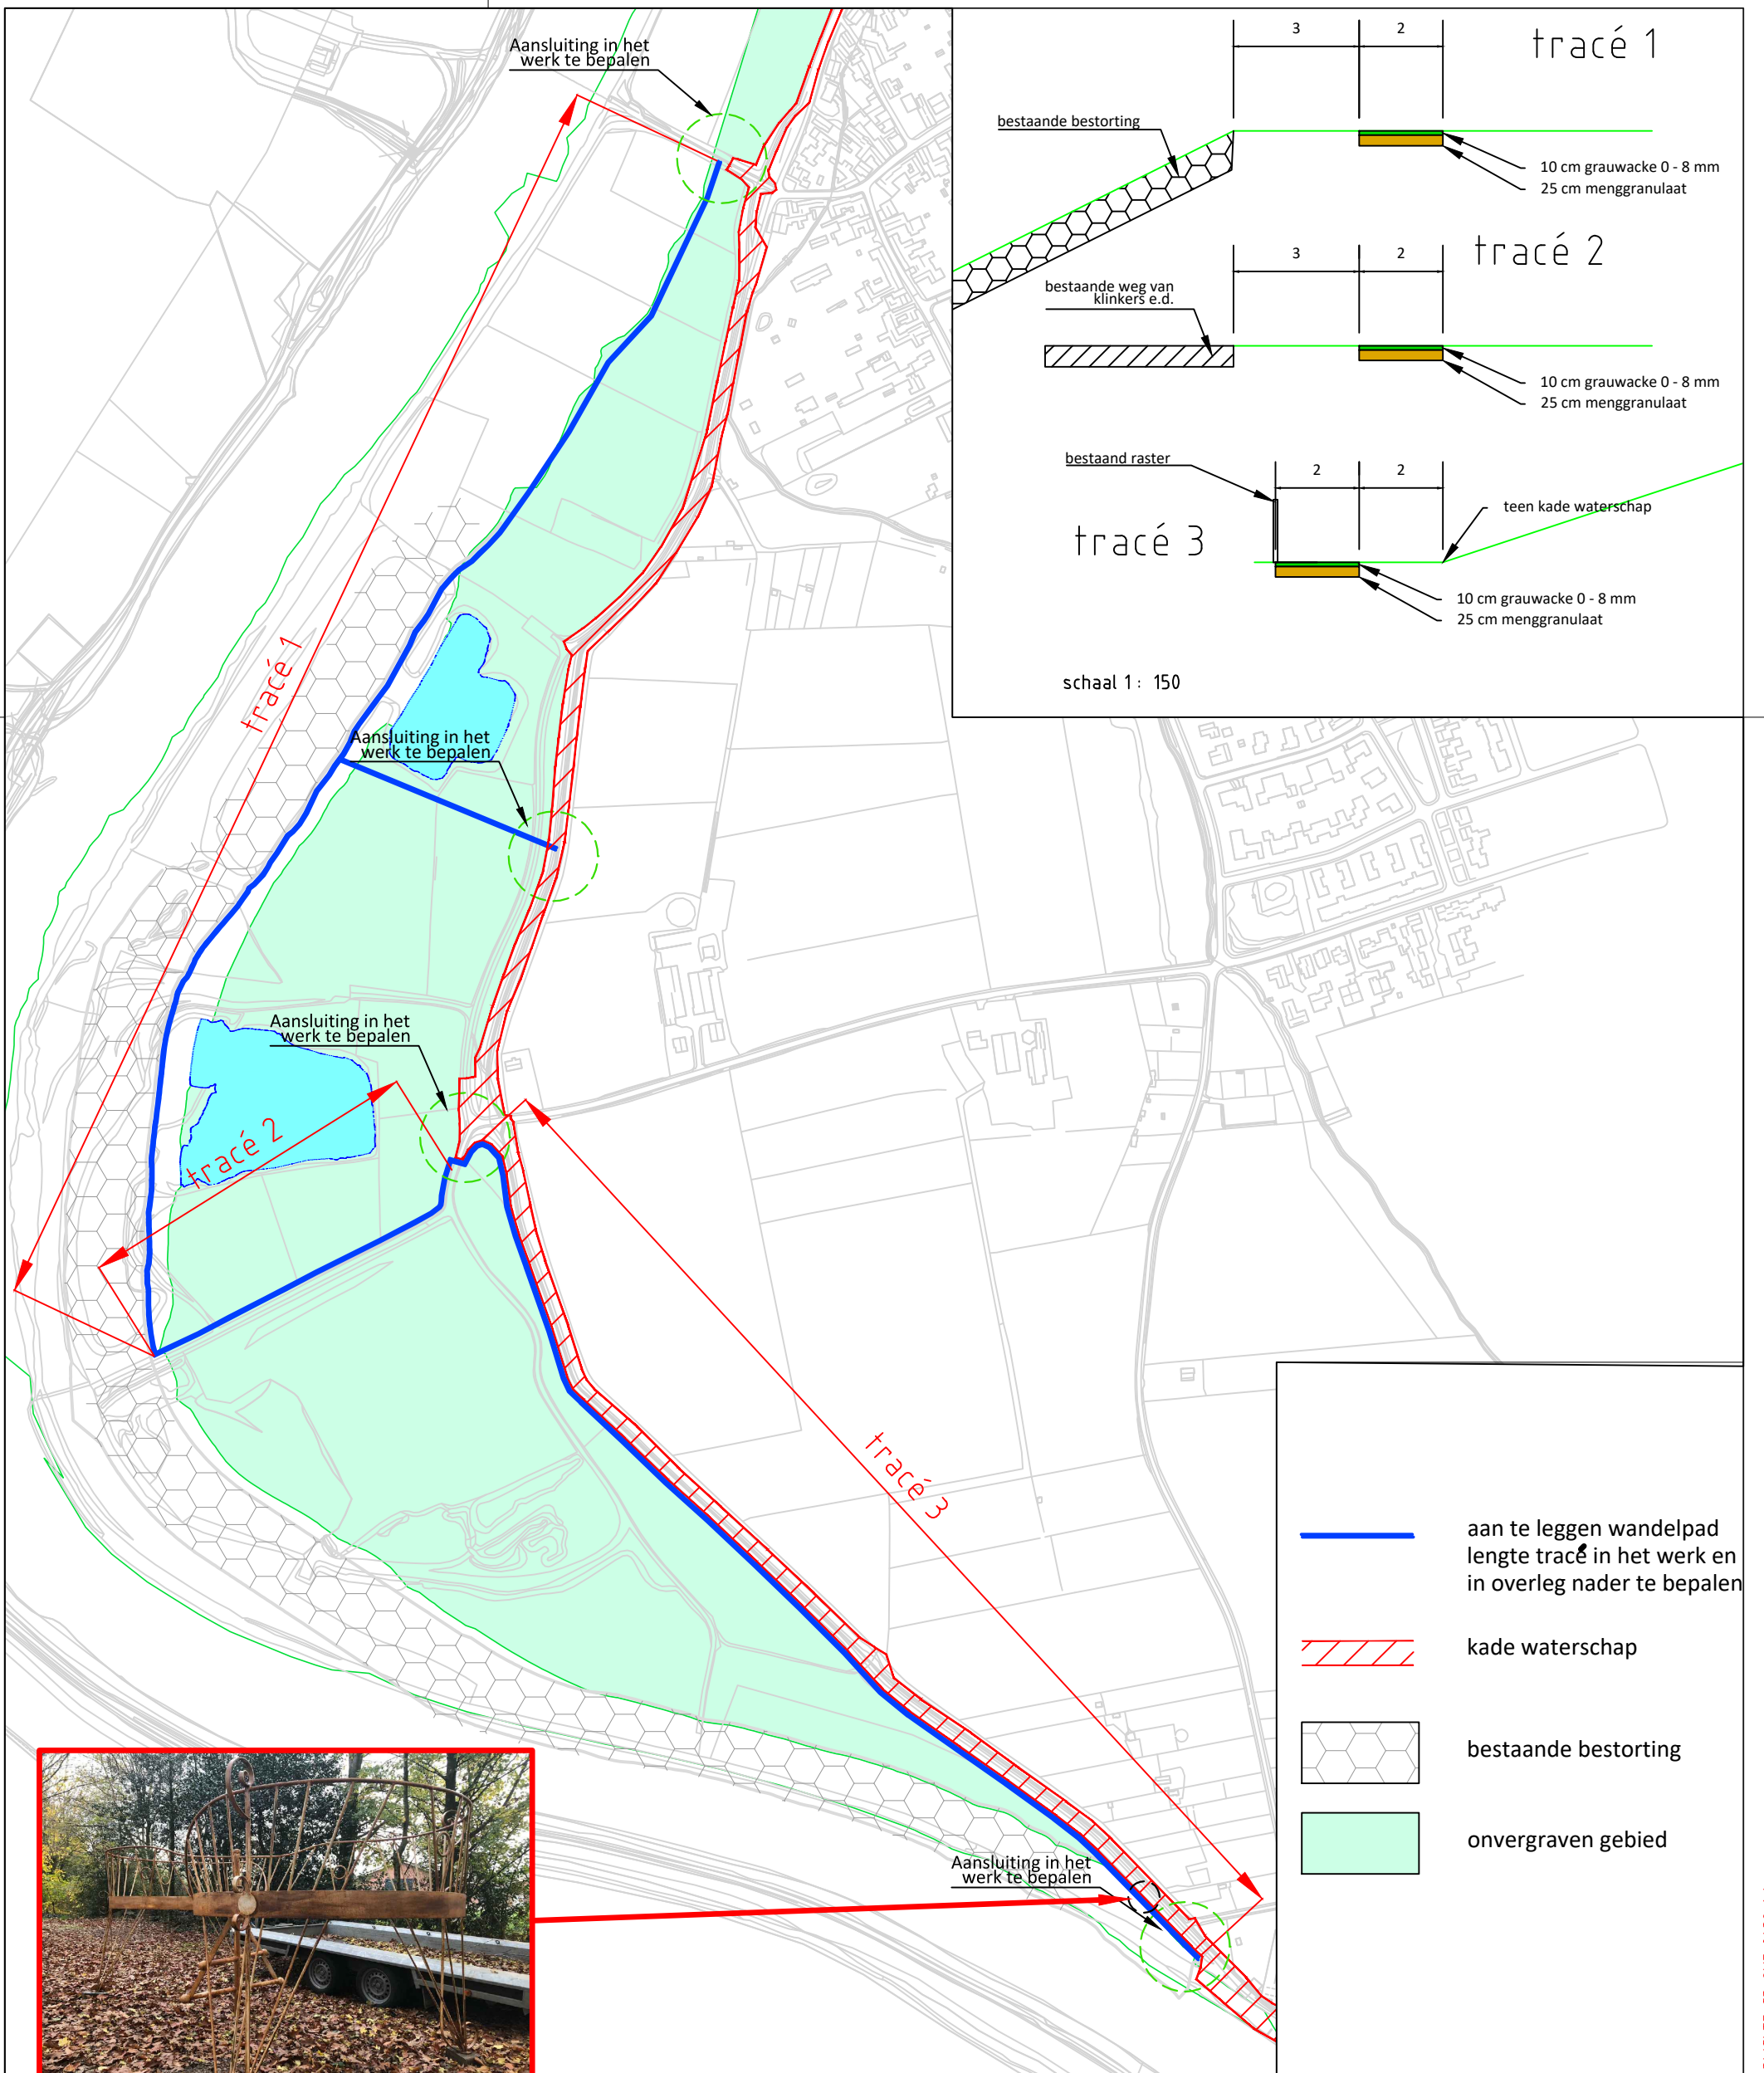 Aansluiting in het
werk te bepalen
3
2
tracé 1
bestaande bestorting
10 cm grauwacke 0 - 8 mm
25 cm menggranulaat
3
2
tracé 2
bestaande weg van
klinkers e.d.
10 cm grauwacke 0 - 8 mm
25 cm menggranulaat
bestaand raster
2
2
teen kade waterschap
tracé 3
10 cm grauwacke 0 - 8 mm
25 cm menggranulaat
schaal 1 : 150
tracé 1
Aansluiting in het
werk te bepalen
Aansluiting in het
werk te bepalen
tracé 2
tracé 3
aan te leggen wandelpad
lengte tracé in het werk en
in overleg nader te bepalen
kade waterschap
bestaande bestorting
onvergraven gebied
Aansluiting in het
werk te bepalen